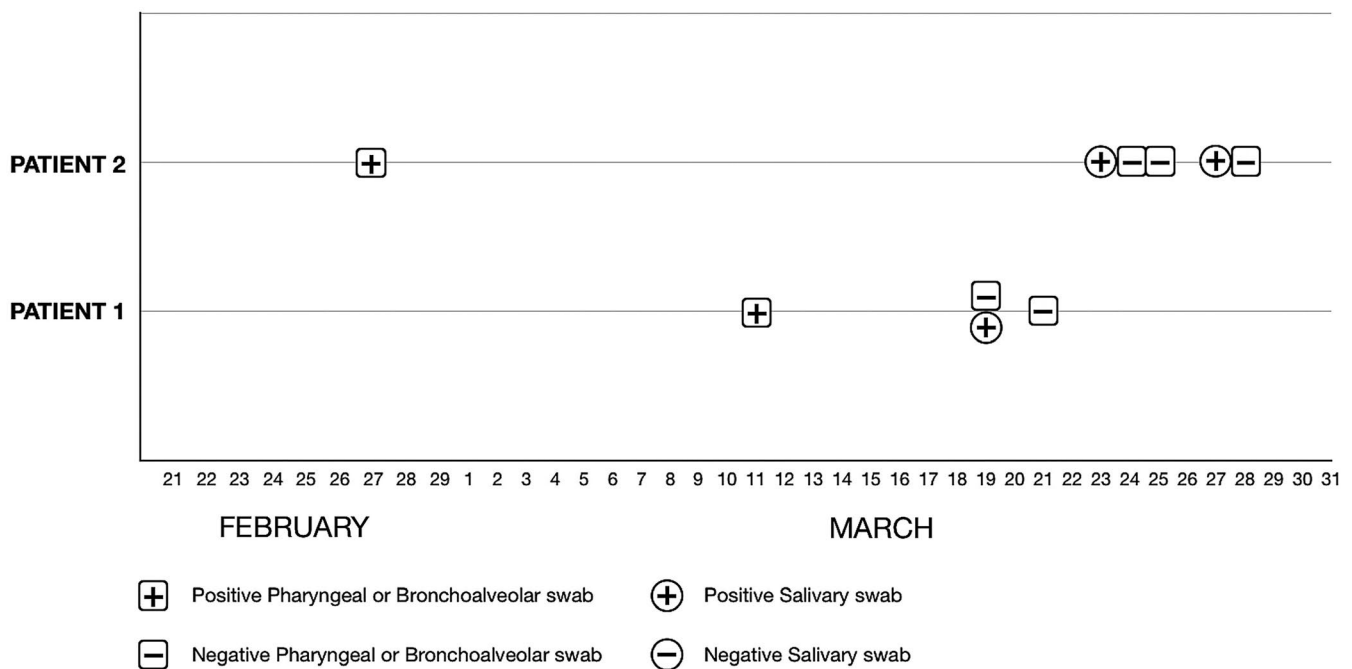 PATIENT 2
PATIENT 1
21 22 23 24 25 26 27 28 29 1 2 3 4 5 6 7 8 9 10 11 12 13 14 15 16 17 18 19 20 21 22 23 24 25 26 27 28 29 30 31
FEBRUARY MARCH
Positive Pharyngeal or Bronchoalveolar swab Positive Salivary swab
Negative Pharyngeal or Bronchoalveolar swab Negative Salivary swab